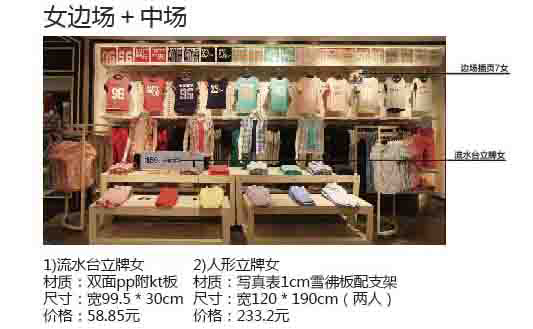 女边场＋中场
边场插页7女
流水台立牌女
1)流水台立牌女
材质：双面pp附kt板
尺寸：宽99.5＊30cm
价格：58.85元
2)人形立牌女
材质：写真表1cm雪彿板配支架
尺寸：宽120＊190cm（两人）
价格：233.2元